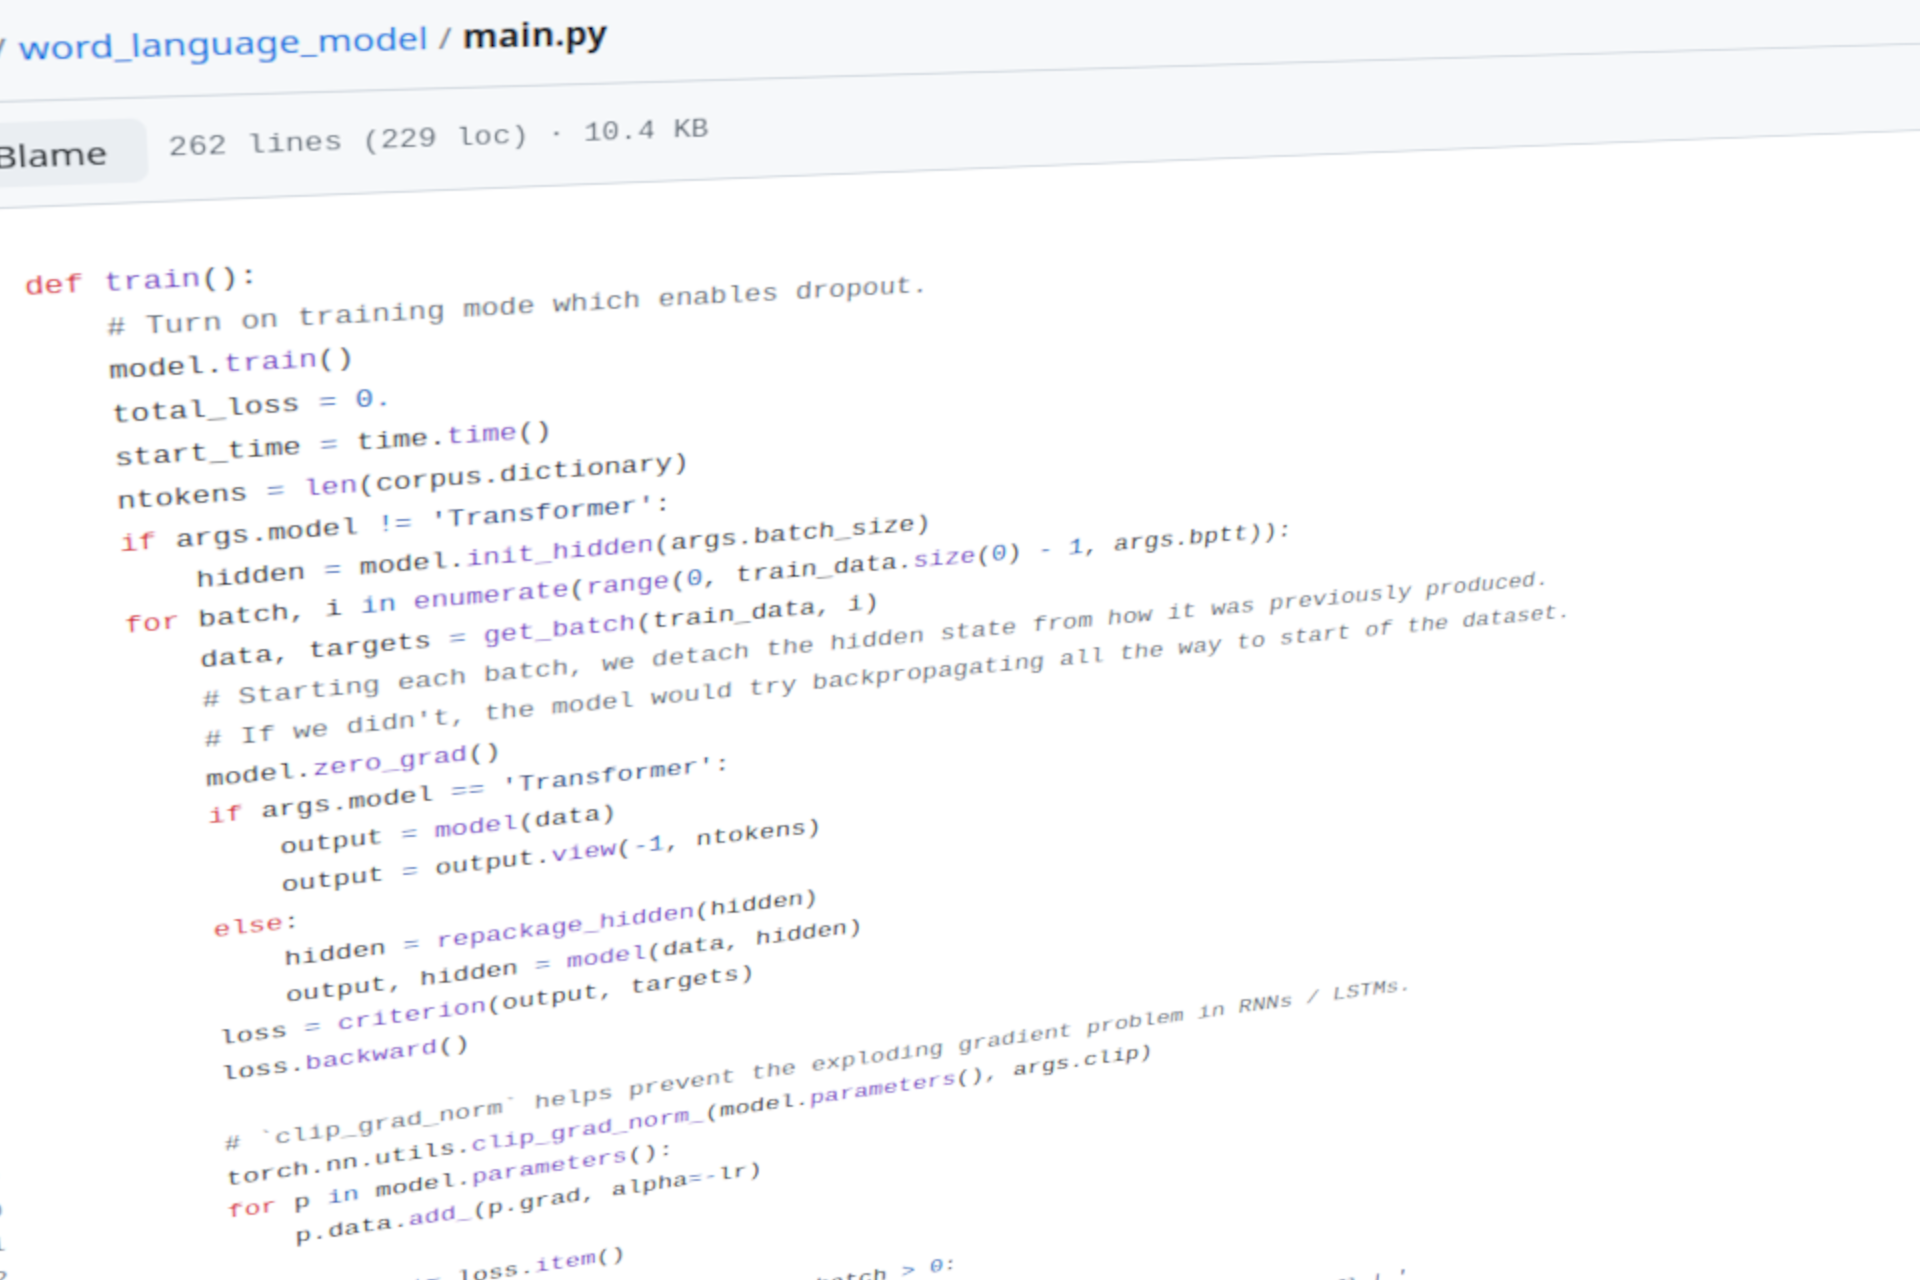 / word_language_model / main.py
Blame 262 lines (229 loc) · 10.4 KB
def train():
    # Turn on training mode which enables dropout.
    model.train()
    total_loss = 0.
    start_time = time.time()
    ntokens = len(corpus.dictionary)
    if args.model != 'Transformer':
        hidden = model.init_hidden(args.batch_size)
    for batch, i in enumerate(range(0, train_data.size(0) - 1, args.bptt)):
        data, targets = get_batch(train_data, i)
        # Starting each batch, we detach the hidden state from how it was previously produced.
        # If we didn't, the model would try backpropagating all the way to start of the dataset.
        model.zero_grad()
        if args.model == 'Transformer':
            output = model(data)
            output = output.view(-1, ntokens)
        else:
            hidden = repackage_hidden(hidden)
            output, hidden = model(data, hidden)
        loss = criterion(output, targets)
        loss.backward()
        # `clip_grad_norm` helps prevent the exploding gradient problem in RNNs / LSTMs.
        torch.nn.utils.clip_grad_norm_(model.parameters(), args.clip)
        for p in model.parameters():
            p.data.add_(p.grad, alpha=-lr)
        loss.item()
        > 0: